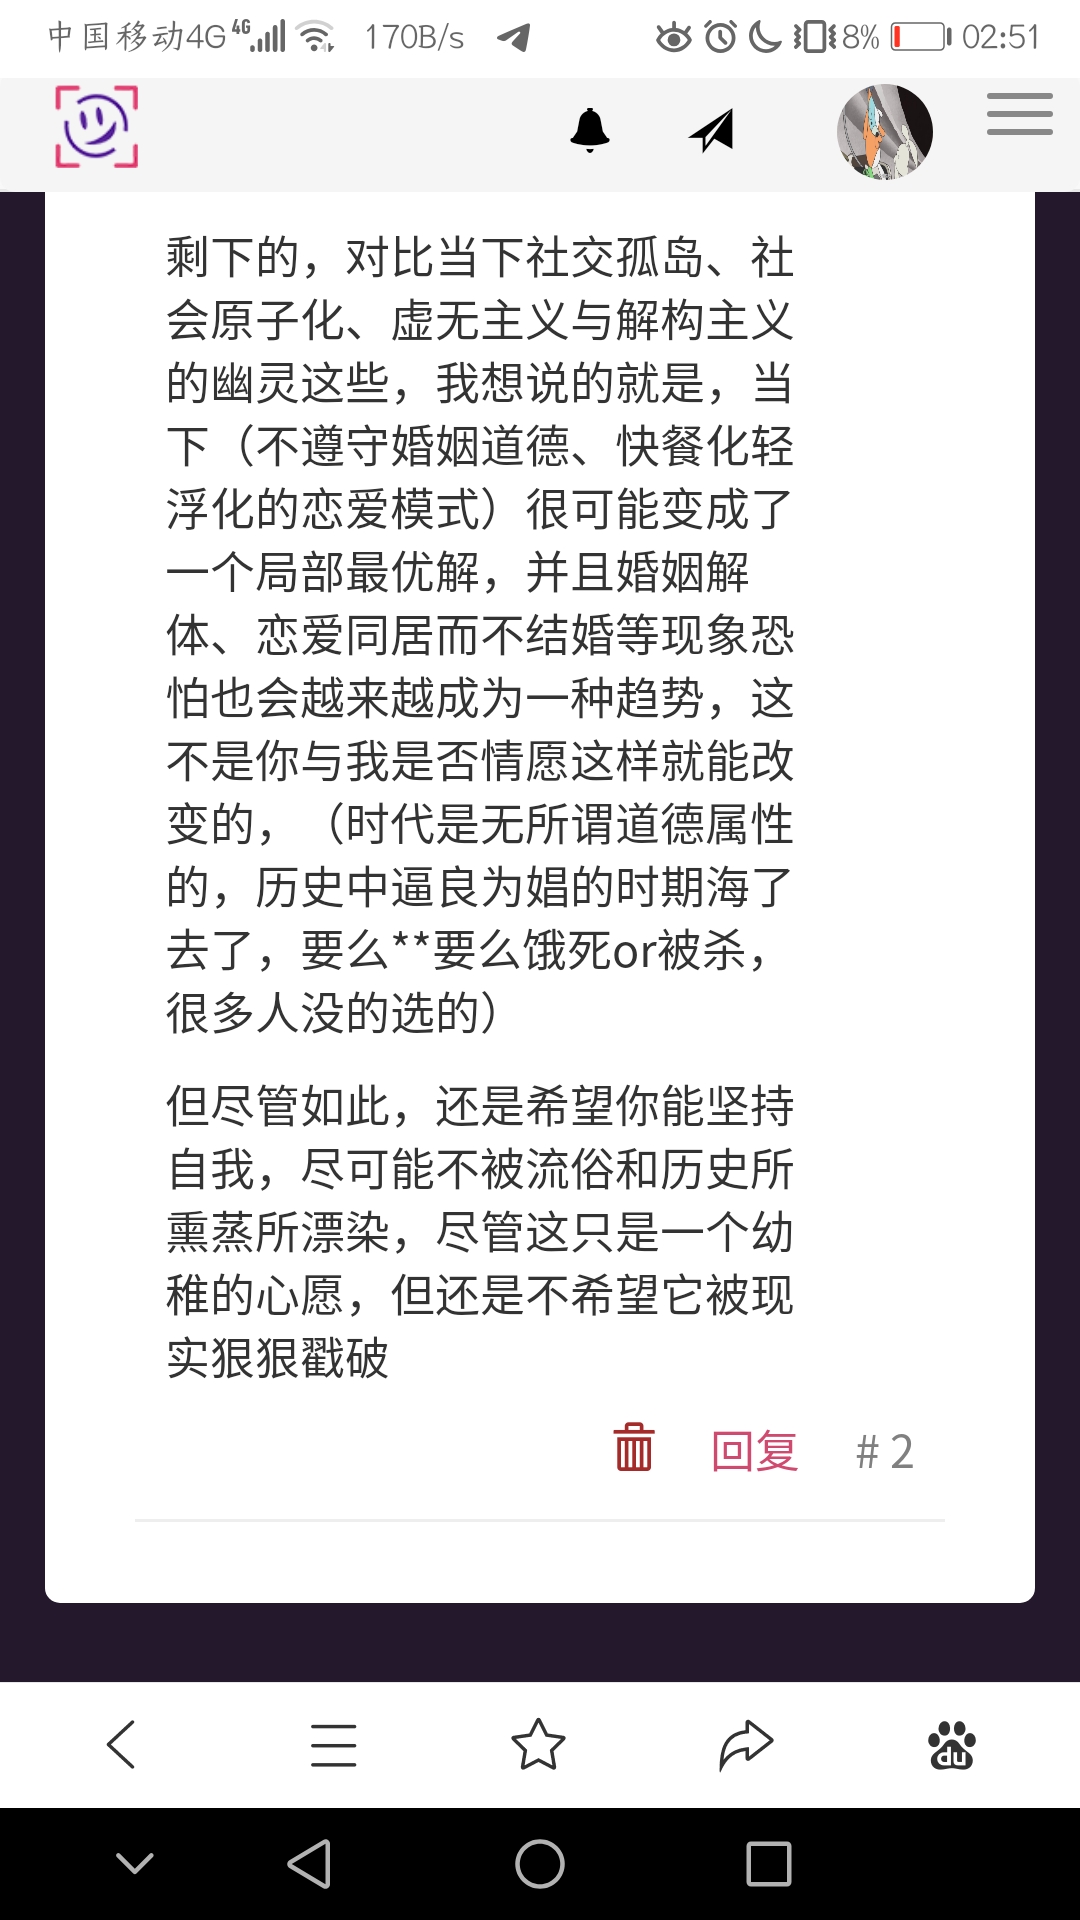 中国移动4G 4G 170B/s 8% 02:51
剩下的，对比当下社交孤岛、社
会原子化、虚无主义与解构主义
的幽灵这些，我想说的就是，当
下（不遵守婚姻道德、快餐化轻
浮化的恋爱模式）很可能变成了
一个局部最优解，并且婚姻解
体、恋爱同居而不结婚等现象恐
怕也会越来越成为一种趋势，这
不是你与我是否情愿这样就能改
变的，（时代是无所谓道德属性
的，历史中逼良为娼的时期海了
去了，要么**要么饿死or被杀，
很多人没的选的）
但尽管如此，还是希望你能坚持
自我，尽可能不被流俗和历史所
熏蒸所漂染，尽管这只是一个幼
稚的心愿，但还是不希望它被现
实狠狠戳破
回复 # 2
du